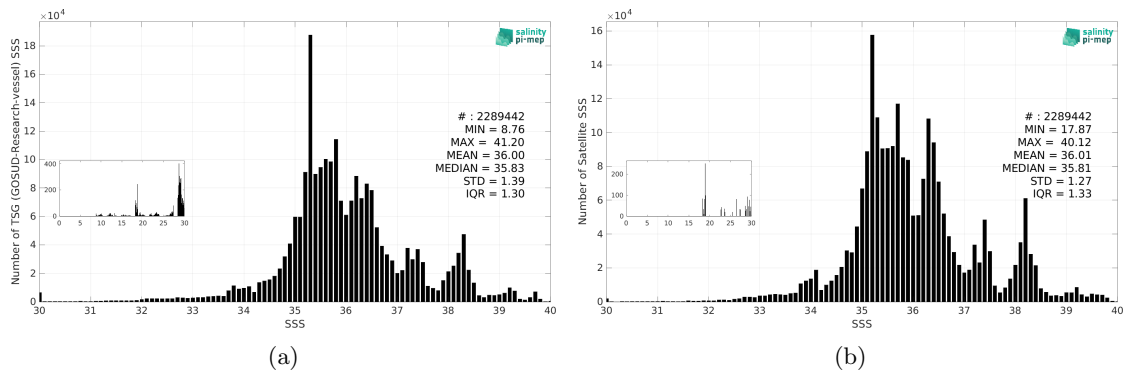 ×10⁴
18
16
14
12
10
8
6
4
2
0
Number of TSG (GOSUD-Research-vessel) SSS
salinity
pi-mep
# : 2289442
MIN = 8.76
MAX = 41.20
MEAN = 36.00
MEDIAN = 35.83
STD = 1.39
IQR = 1.30
400
200
0
0 5 10 15 20 25 30
30 31 32 33 34 35 36 37 38 39 40
SSS
(a)
×10⁴
16
14
12
10
8
6
4
2
0
Number of Satellite SSS
salinity
pi-mep
# : 2289442
MIN = 17.87
MAX = 40.12
MEAN = 36.01
MEDIAN = 35.81
STD = 1.27
IQR = 1.33
200
100
0
0 5 10 15 20 25 30
30 31 32 33 34 35 36 37 38 39 40
SSS
(b)